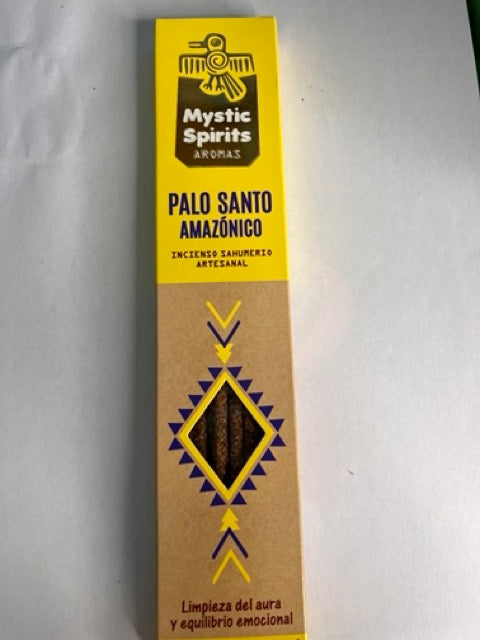 Mystic
Spirits
AROMAS
PALO SANTO
AMAZÓNICO
INCIENSO SAHUMERIO
ARTESANAL
Limpieza del aura
y equilibrio emocional